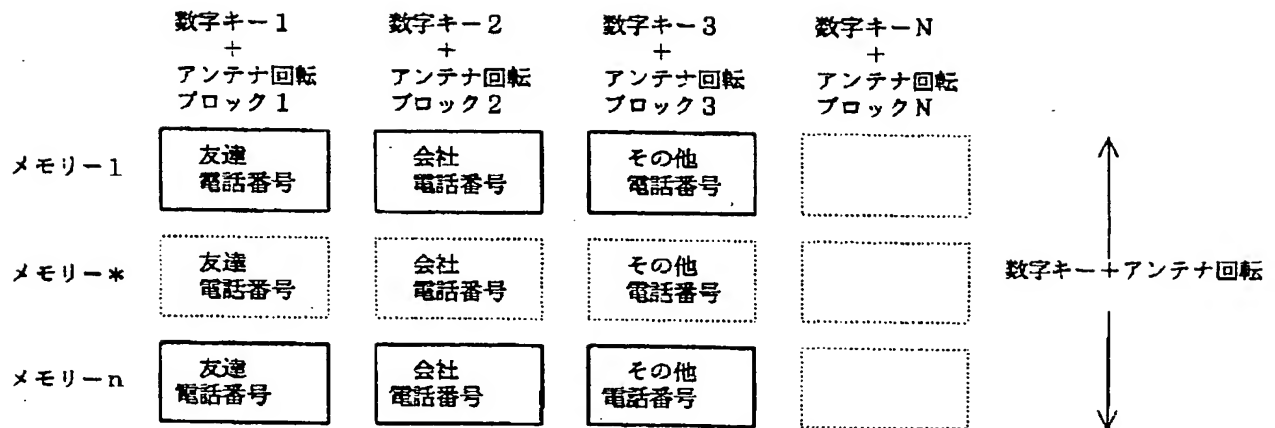 数字キー1
+
アンテナ回転
ブロック1
数字キー2
+
アンテナ回転
ブロック2
数字キー3
+
アンテナ回転
ブロック3
数字キーN
+
アンテナ回転
ブロックN
メモリー1
友達
電話番号
会社
電話番号
その他
電話番号
メモリー*
友達
電話番号
会社
電話番号
その他
電話番号
数字キー+アンテナ回転
メモリーn
友達
電話番号
会社
電話番号
その他
電話番号